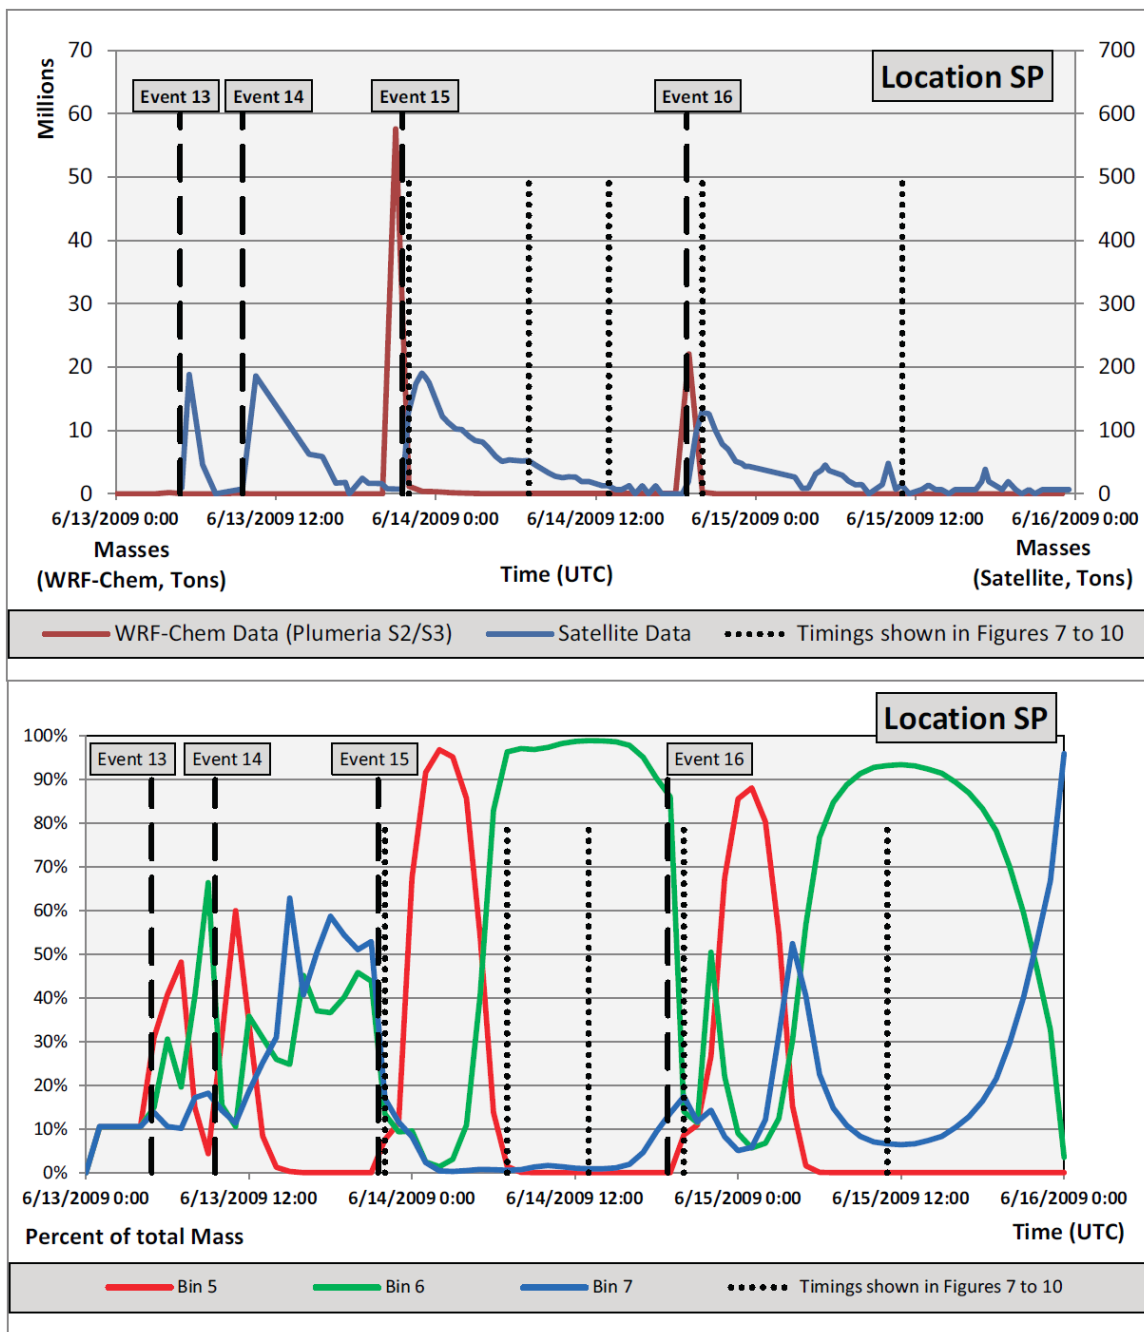 70
700
Location SP
Millions
Event 13
Event 14
Event 15
Event 16
60
600
50
500
40
400
30
300
20
200
10
100
0
0
6/13/2009 0:00
6/13/2009 12:00
6/14/2009 0:00
6/14/2009 12:00
6/15/2009 0:00
6/15/2009 12:00
6/16/2009 0:00
Masses
(WRF-Chem, Tons)
Time (UTC)
Masses
(Satellite, Tons)
WRF-Chem Data (Plumeria S2/S3)
Satellite Data
Timings shown in Figures 7 to 10
Location SP
100%
Event 13
Event 14
Event 15
Event 16
90%
80%
70%
60%
50%
40%
30%
20%
10%
0%
6/13/2009 0:00
6/13/2009 12:00
6/14/2009 0:00
6/14/2009 12:00
6/15/2009 0:00
6/15/2009 12:00
6/16/2009 0:00
Percent of total Mass
Time (UTC)
Bin 5
Bin 6
Bin 7
Timings shown in Figures 7 to 10